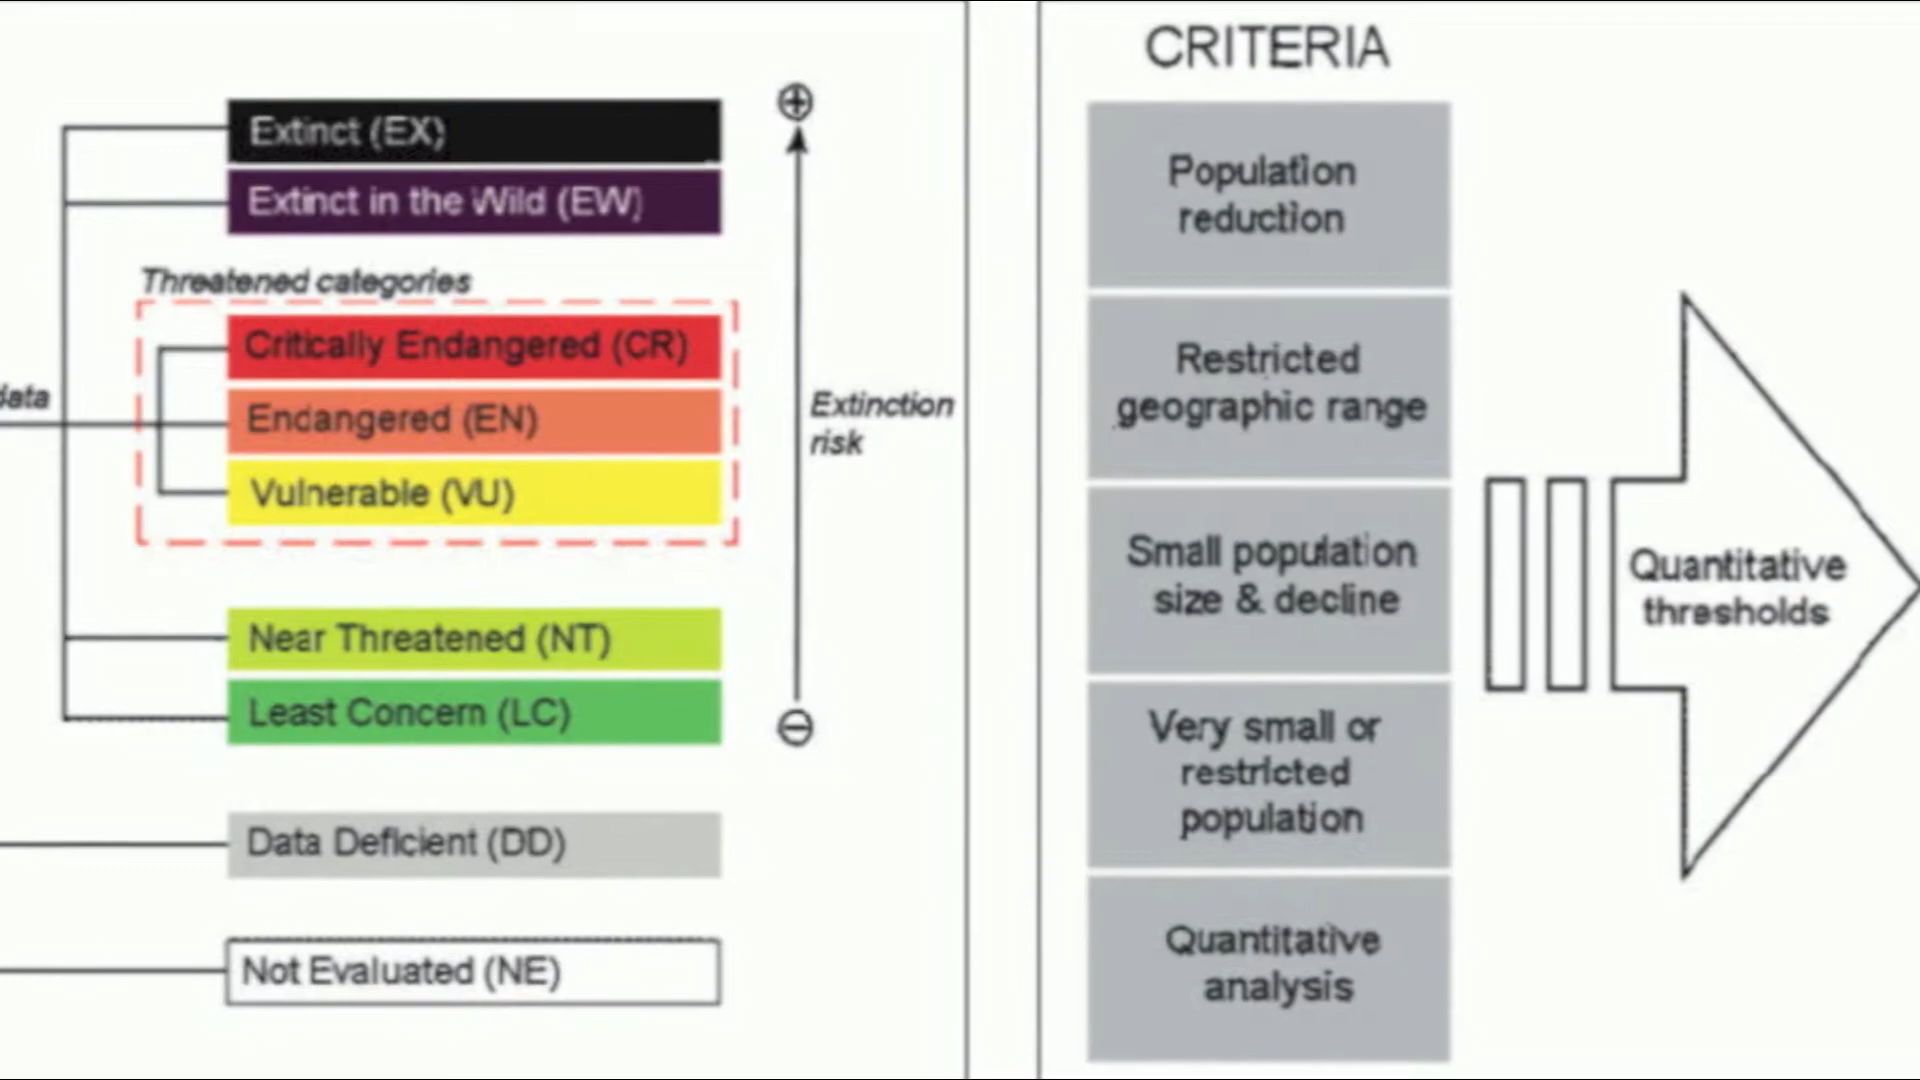 Extinct (EX)
Extinct in the Wild (EW)
Threatened categories
Critically Endangered (CR)
data
Endangered (EN)
Vulnerable (VU)
Near Threatened (NT)
Least Concern (LC)
Data Deficient (DD)
Not Evaluated (NE)
Extinction
risk
CRITERIA
Population
reduction
Restricted
geographic range
Small population
size & decline
Very small or
restricted
population
Quantitative
analysis
Quantitative
thresholds